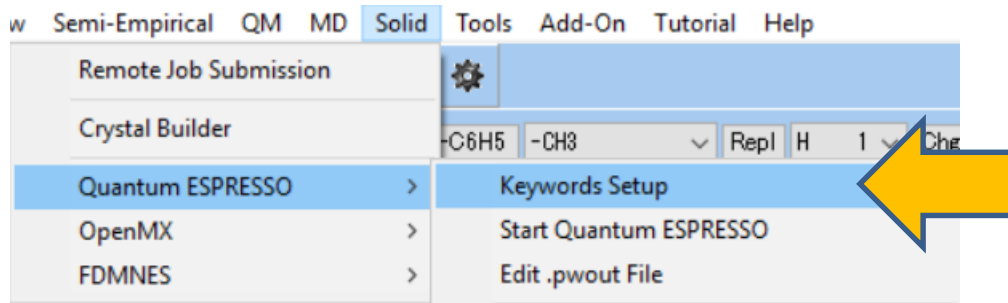 w Semi-Empirical QM MD Solid Tools Add-On Tutorial Help
Remote Job Submission
Crystal Builder
-C6H5 -CH3 Repl H 1 Chg
Quantum ESPRESSO > Keywords Setup
OpenMX > Start Quantum ESPRESSO
FDMNES > Edit .pwout File